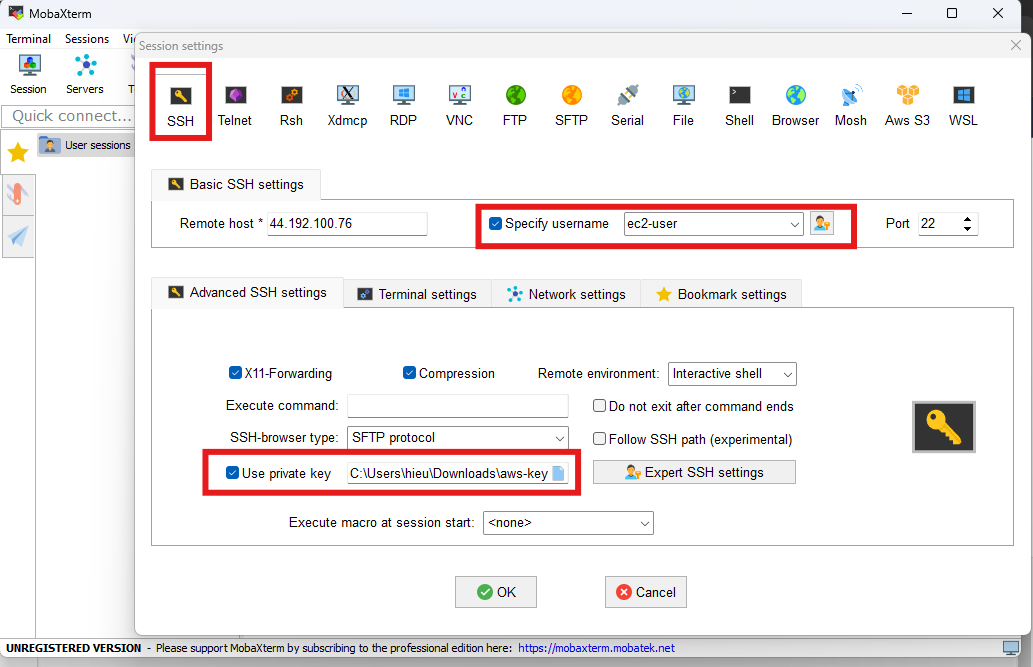 MobaXterm
Terminal Sessions
Session settings
Session Servers
Quick connect...
User sessions
SSH Telnet Rsh Xdmcp RDP VNC FTP SFTP Serial File Shell Browser Mosh Aws S3 WSL
Basic SSH settings
Remote host * 44.192.100.76 Specify username ec2-user Port 22
Advanced SSH settings Terminal settings Network settings Bookmark settings
X11-Forwarding Compression Remote environment: Interactive shell
Execute command: Do not exit after command ends
SSH-browser type: SFTP protocol Follow SSH path (experimental)
Use private key C:\Users\hieu\Downloads\aws-key Expert SSH settings
Execute macro at session start: <none>
OK Cancel
UNREGISTERED VERSION - Please support MobaXterm by subscribing to the professional edition here: https://mobaxterm.mobatek.net